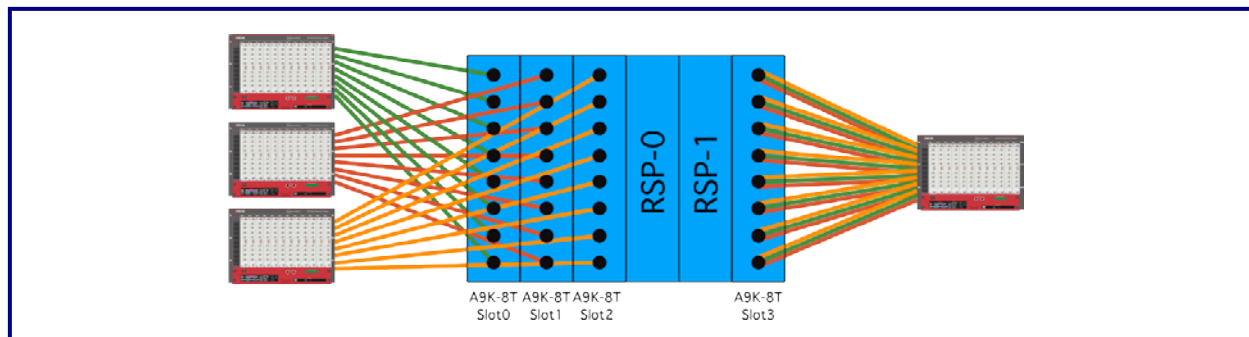 RSP-0
RSP-1
A9K-8T
Slot0
A9K-8T
Slot1
A9K-8T
Slot2
A9K-8T
Slot3